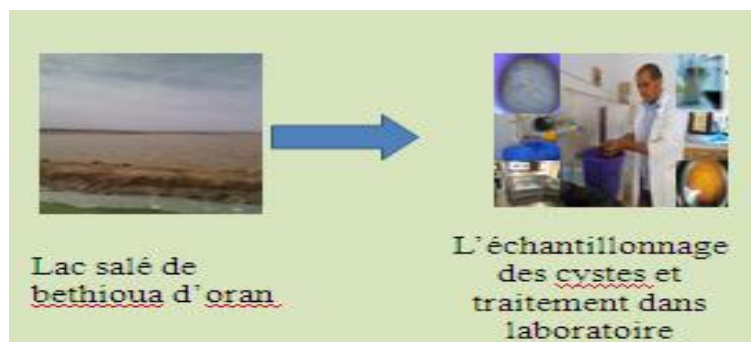 Lac salé de
bethioua d'oran
L'échantillonnage
des cystes et
traitement dans
laboratoire